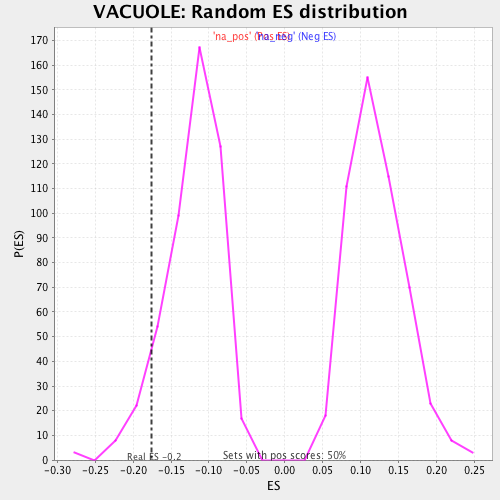 VACUOLE: Random ES distribution
'na_pos' (Pos ES) 'na_neg' (Neg ES)
170
160
150
140
130
120
110
100
90
80
70
60
50
40
30
20
10
0
P(ES)
Real ES -0.2
Sets with pos scores: 50%
-0.30 -0.25 -0.20 -0.15 -0.10 -0.05 0.00 0.05 0.10 0.15 0.20 0.25
ES